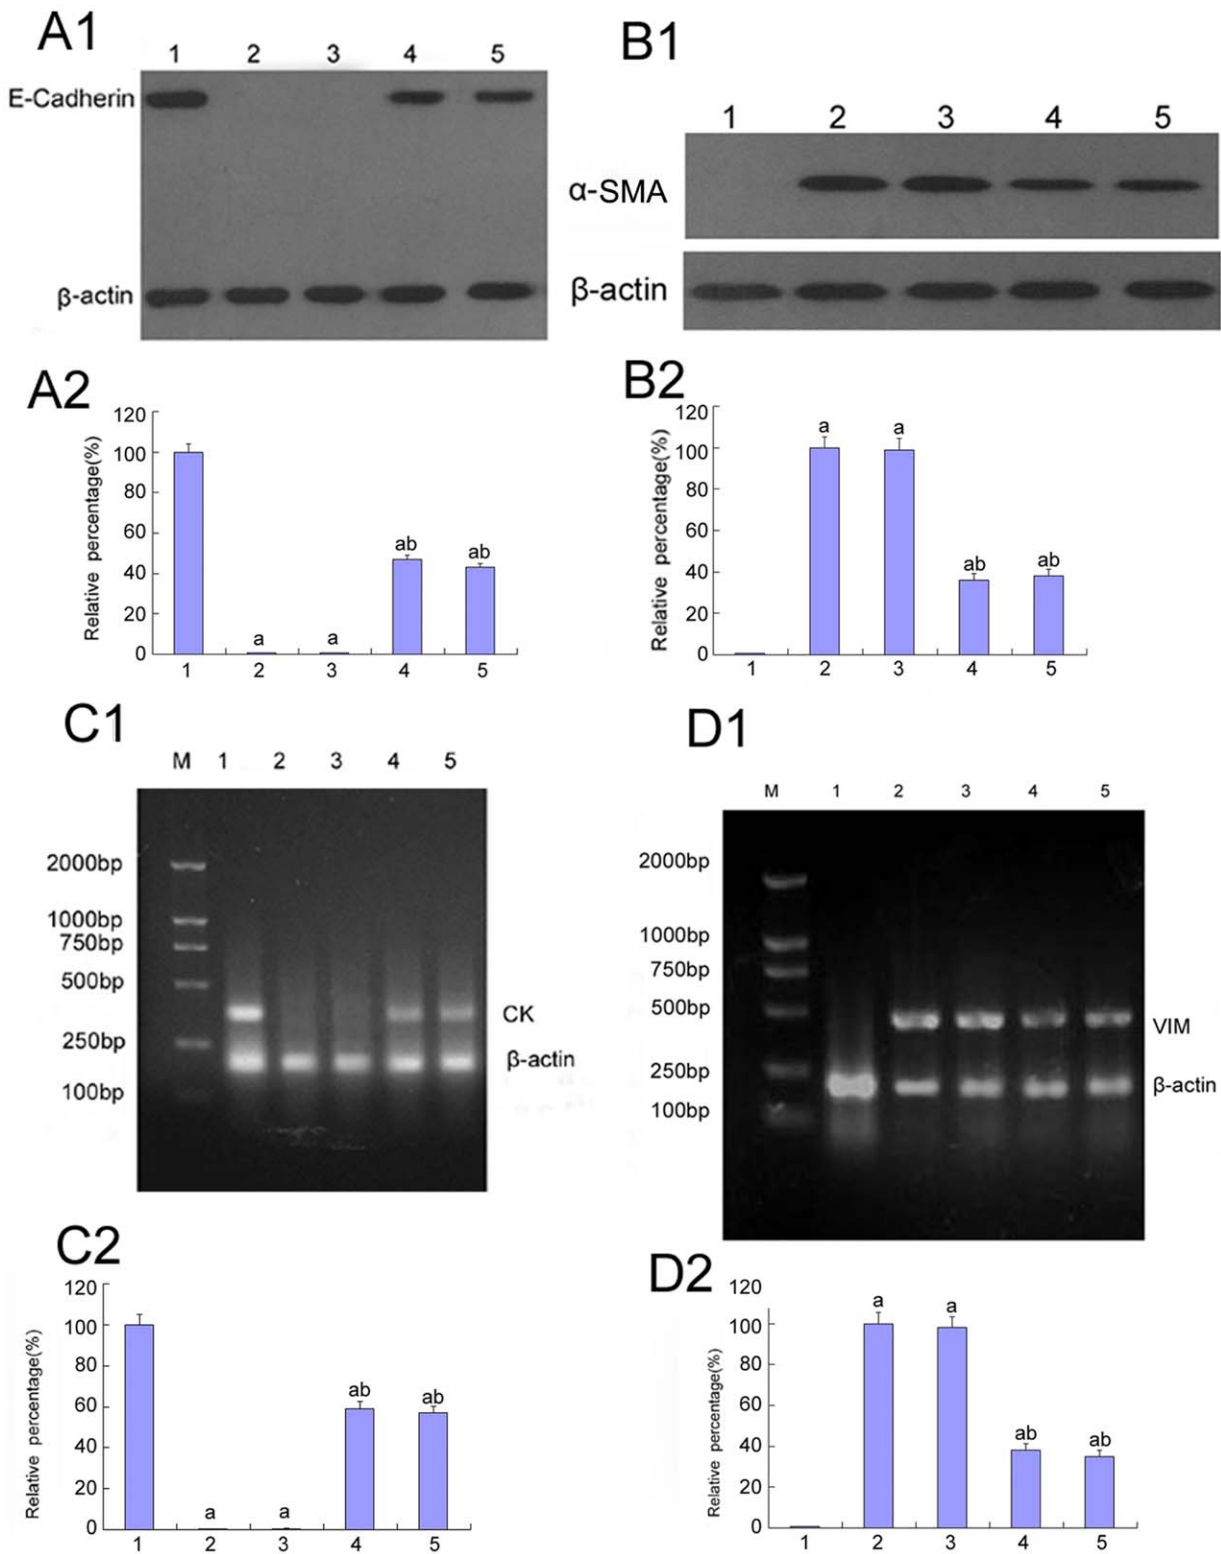 A1
B1
1 2 3 4 5
E-Cadherin
β-actin
1 2 3 4 5
α-SMA
β-actin
A2
120
100
80
60
40
20
0
Relative percentage(%)
a a ab ab
1 2 3 4 5
B2
120
100
80
60
40
20
0
Relative percentage(%)
a a ab ab
1 2 3 4 5
C1
M 1 2 3 4 5
2000bp
1000bp
750bp
500bp
250bp
100bp
CK
β-actin
D1
M 1 2 3 4 5
2000bp
1000bp
750bp
500bp
250bp
100bp
VIM
β-actin
C2
120
100
80
60
40
20
0
Relative percentage(%)
a a ab ab
1 2 3 4 5
D2
120
100
80
60
40
20
0
Relative percentage(%)
a a ab ab
1 2 3 4 5